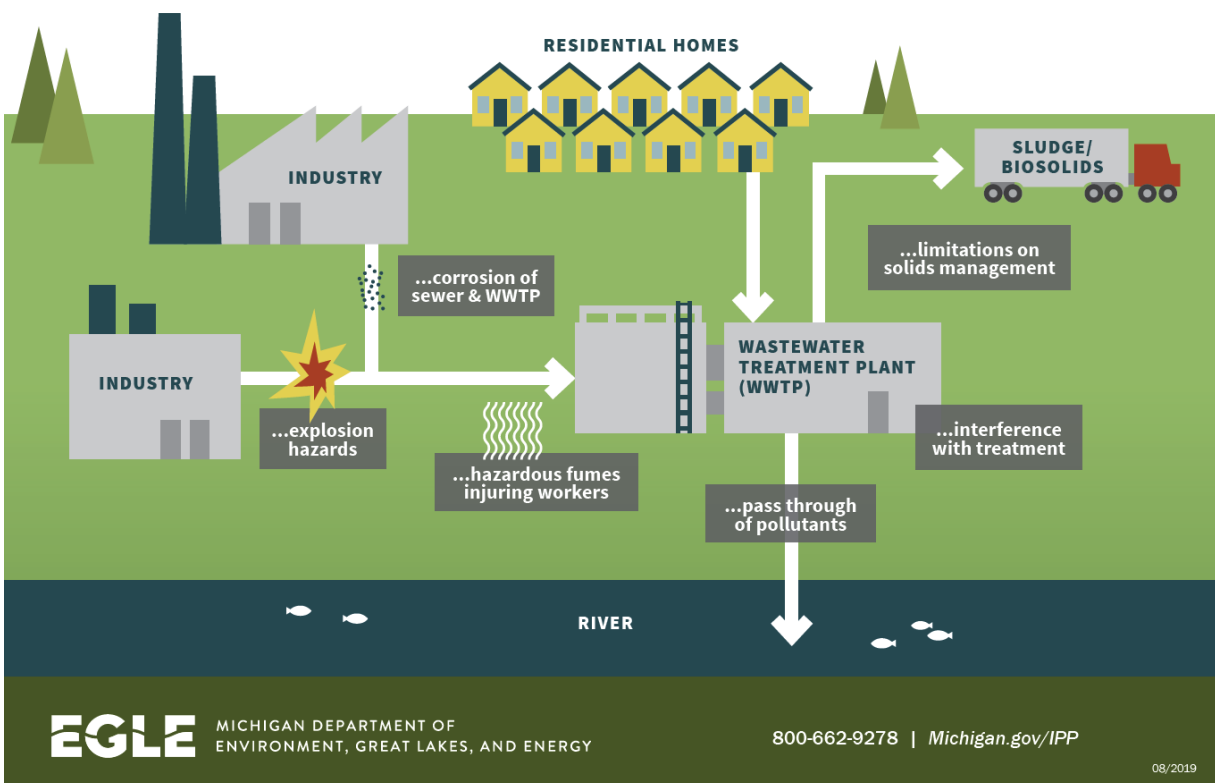 RESIDENTIAL HOMES
INDUSTRY
SLUDGE/
BIOSOLIDS
...corrosion of
sewer & WWTP
...limitations on
solids management
INDUSTRY
WASTEWATER
TREATMENT PLANT
(WWTP)
...explosion
hazards
...hazardous fumes
injuring workers
...interference
with treatment
...pass through
of pollutants
RIVER
EGLE
MICHIGAN DEPARTMENT OF
ENVIRONMENT, GREAT LAKES, AND ENERGY
800-662-9278 | Michigan.gov/IPP
08/2019